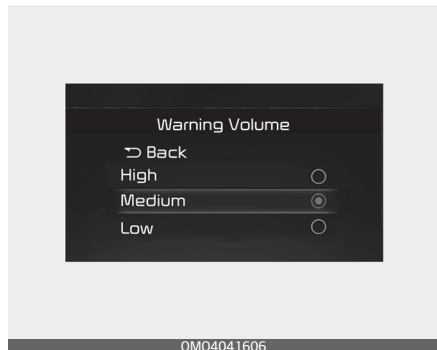 Warning Volume
Back
High
Medium
Low
OMO4041606